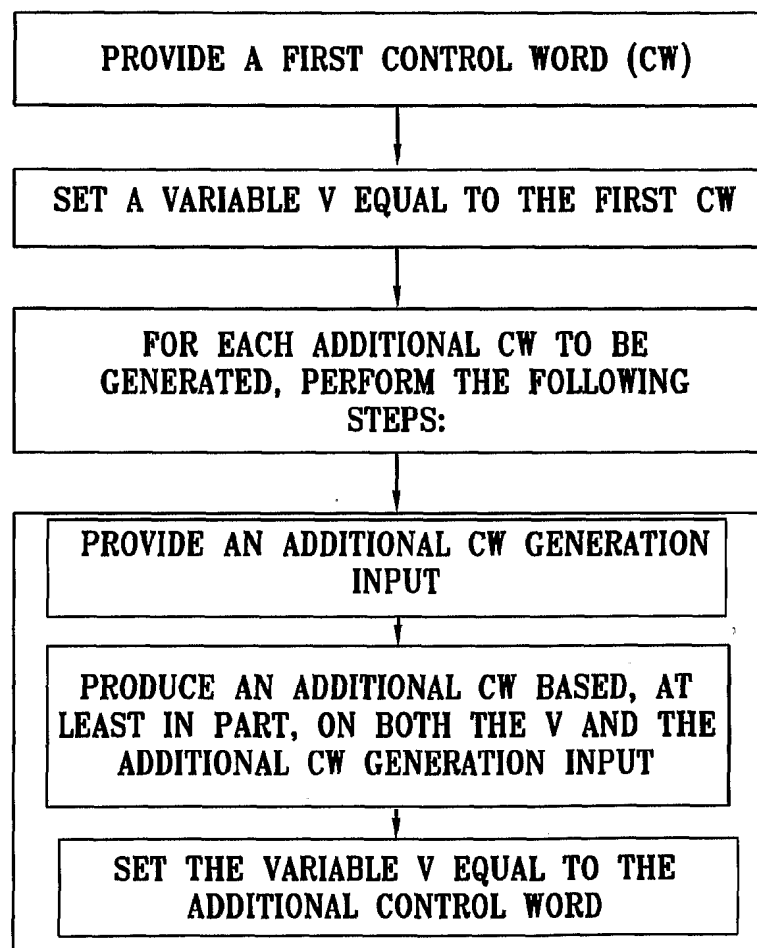 PROVIDE A FIRST CONTROL WORD (CW)
SET A VARIABLE V EQUAL TO THE FIRST CW
FOR EACH ADDITIONAL CW TO BE
GENERATED, PERFORM THE FOLLOWING
STEPS:
PROVIDE AN ADDITIONAL CW GENERATION
INPUT
PRODUCE AN ADDITIONAL CW BASED, AT
LEAST IN PART, ON BOTH THE V AND THE
ADDITIONAL CW GENERATION INPUT
SET THE VARIABLE V EQUAL TO THE
ADDITIONAL CONTROL WORD